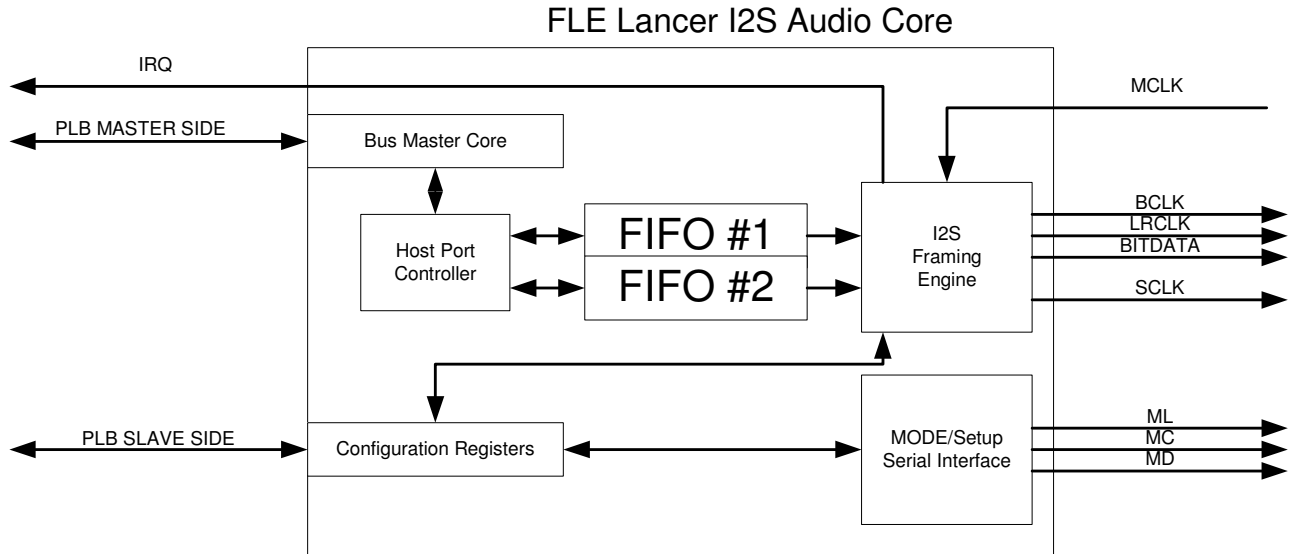 FLE Lancer I2S Audio Core
IRQ
MCLK
PLB MASTER SIDE
Bus Master Core
BCLK
LRCLK
BITDATA
SCLK
Host Port
Controller
FIFO #1
FIFO #2
I2S
Framing
Engine
PLB SLAVE SIDE
Configuration Registers
MODE/Setup
Serial Interface
ML
MC
MD